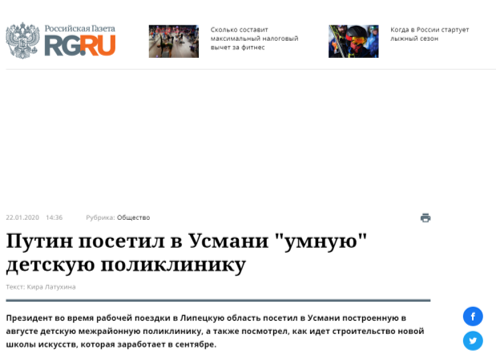 Российская Газета
RG.RU
Сколько составит
максимальный налоговый
вычет за фитнес
Когда в России стартует
лыжный сезон
22.01.2020 14:36 Рубрика: Общество
Путин посетил в Усмани "умную"
детскую поликлинику
Текст: Кира Латухина
Президент во время рабочей поездки в Липецкую область посетил в Усмани построенную в
августе детскую межрайонную поликлинику, а также посмотрел, как идет строительство новой
школы искусств, которая заработает в сентябре.